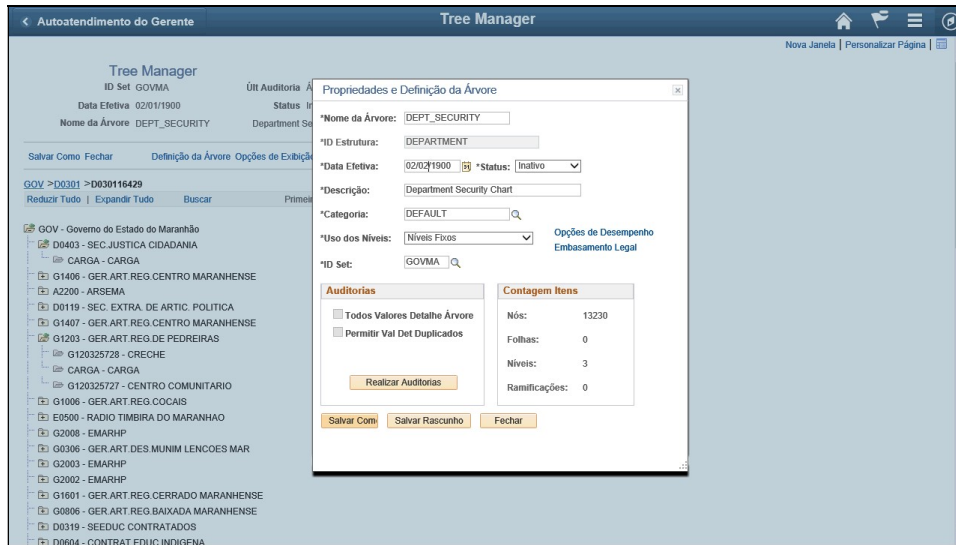 Autoatendimento do Gerente
Tree Manager
Nova Janela | Personalizar Página |
Tree Manager
ID Set GOVMA
Últ Auditoria
Data Efetiva 02/01/1900
Status
Nome da Árvore DEPT_SECURITY
Department Se
Salvar Como Fechar
Definição da Árvore Opções de Exibição
GOV >D0301 >D030116429
Reduzir Tudo | Expandir Tudo
Buscar
Primei
GOV - Governo do Estado do Maranhão
D0403 - SEC.JUSTICA CIDADANIA
CARGA - CARGA
G1406 - GER.ART.REG.CENTRO MARANHENSE
A2200 - ARSEMA
D0119 - SEC. EXTRA. DE ARTIC. POLITICA
G1407 - GER.ART.REG.CENTRO MARANHENSE
G1203 - GER.ART.REG.DE PEDREIRAS
G120325728 - CRECHE
CARGA - CARGA
G120325727 - CENTRO COMUNITARIO
G1006 - GER.ART.REG.COCAIS
E0500 - RADIO TIMBIRA DO MARANHAO
G2008 - EMARHP
G0306 - GER.ART.DES.MUNIM LENCOES MAR
G2003 - EMARHP
G2002 - EMARHP
G1601 - GER.ART.REG.CERRADO MARANHENSE
G0806 - GER.ART.REG.BAIXADA MARANHENSE
D0319 - SEEDUC CONTRATADOS
D0604 - CONTRAT EDUC INDIGENA
Propriedades e Definição da Árvore
*Nome da Árvore: DEPT_SECURITY
*ID Estrutura: DEPARTMENT
*Data Efetiva: 02/02/1900 31 *Status: Inativo
*Descrição: Department Security Chart
*Categoria: DEFAULT
*Uso dos Níveis: Níveis Fixos
Opções de Desempenho
Embasamento Legal
*ID Set: GOVMA
Auditorias
Todos Valores Detalhe Árvore
Permitir Val Det Duplicados
Realizar Auditorias
Contagem Itens
Nós: 13230
Folhas: 0
Níveis: 3
Ramificações: 0
Salvar Com
Salvar Rascunho
Fechar